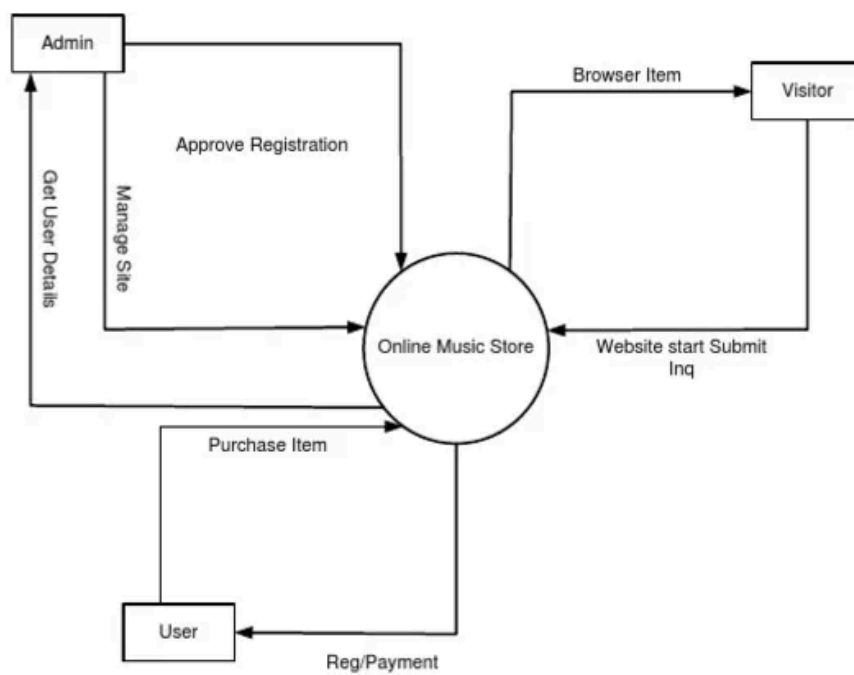 Admin
Browser Item
Visitor
Approve Registration
Get User Details
Manage Site
Online Music Store
Website start Submit
Inq
Purchase Item
User
Reg/Payment